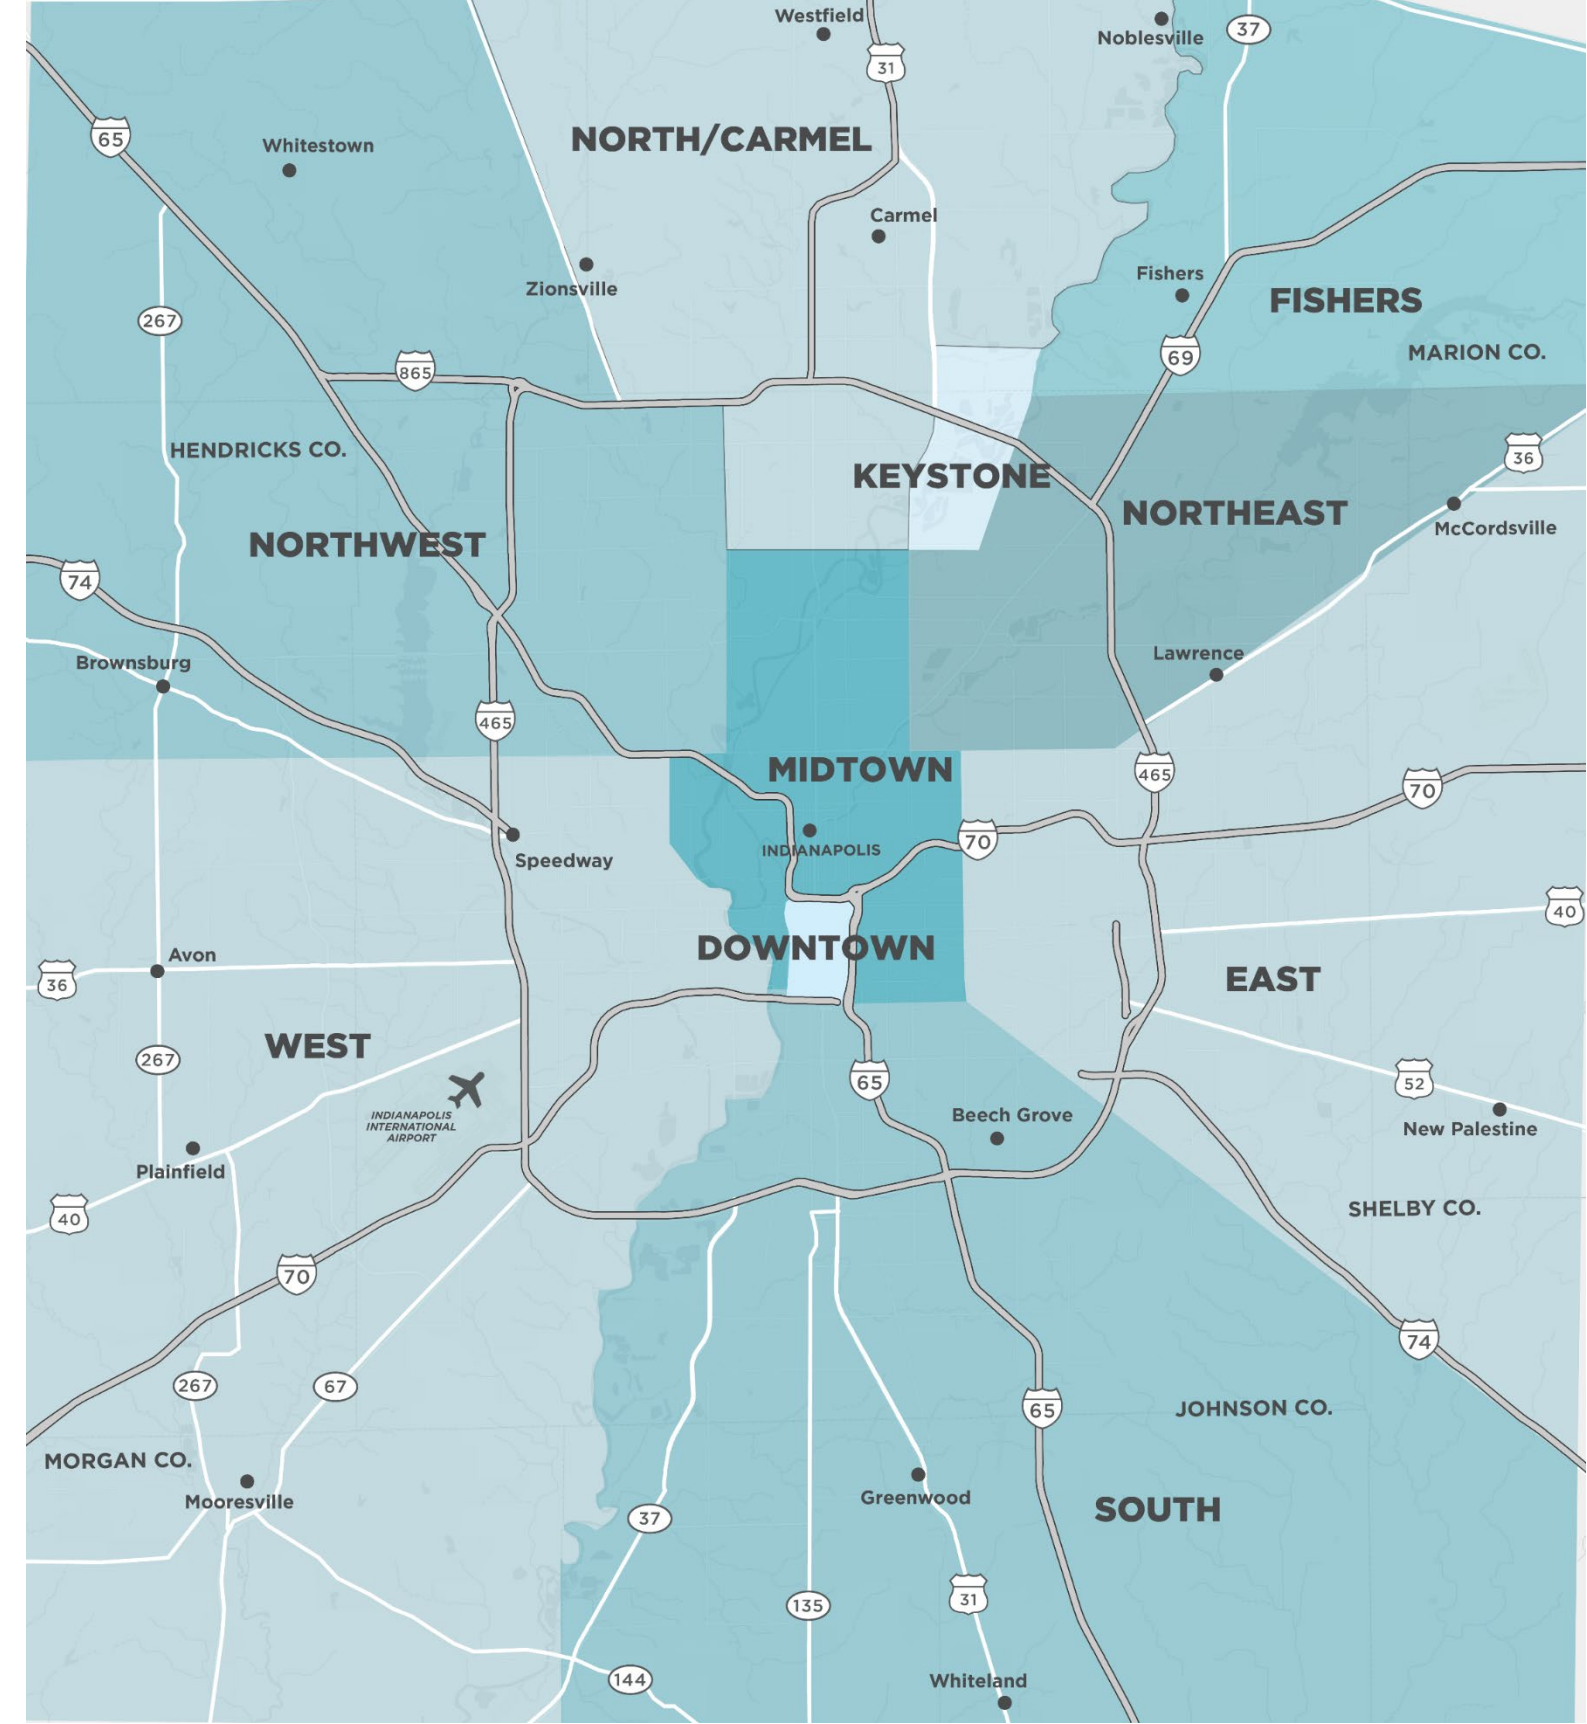 Westfield
Noblesville
37
31
65
Whitestown
NORTH/CARMEL
Carmel
Zionsville
Fishers
FISHERS
267
865
69
MARION CO.
HENDRICKS CO.
36
KEYSTONE
NORTHEAST
McCordsville
NORTHWEST
74
Brownsburg
Lawrence
465
MIDTOWN
465
70
INDIANAPOLIS
70
Speedway
40
DOWNTOWN
Avon
36
EAST
WEST
267
65
52
INDIANAPOLIS
INTERNATIONAL
AIRPORT
Beech Grove
New Palestine
Plainfield
40
SHELBY CO.
70
74
267
67
65
JOHNSON CO.
MORGAN CO.
Mooresville
Greenwood
SOUTH
37
31
135
144
Whiteland